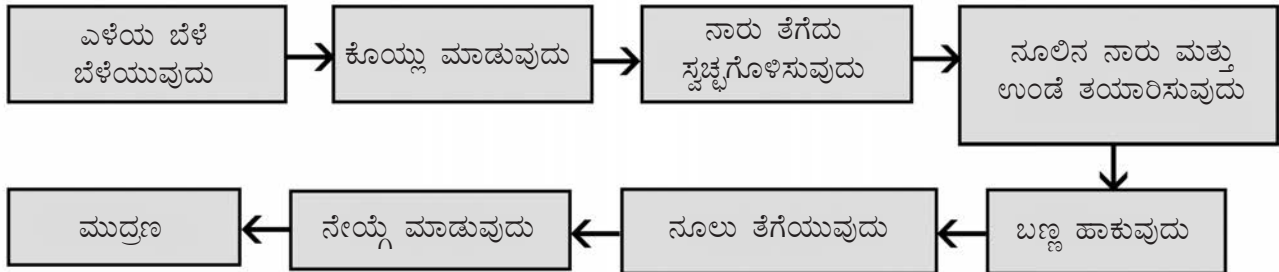 ಎಳೆಯ ಬೆಳೆ
ಬೆಳೆಯುವುದು
ಕೊಯ್ಲು ಮಾಡುವುದು
ನಾರು ತೆಗೆದು
ಸ್ವಚ್ಛಗೊಳಿಸುವುದು
ನೂಲಿನ ನಾರು ಮತ್ತು
ಉಂಡೆ ತಯಾರಿಸುವುದು
ಬಣ್ಣ ಹಾಕುವುದು
ನೂಲು ತೆಗೆಯುವುದು
ನೇಯ್ಗೆ ಮಾಡುವುದು
ಮುದ್ರಣ